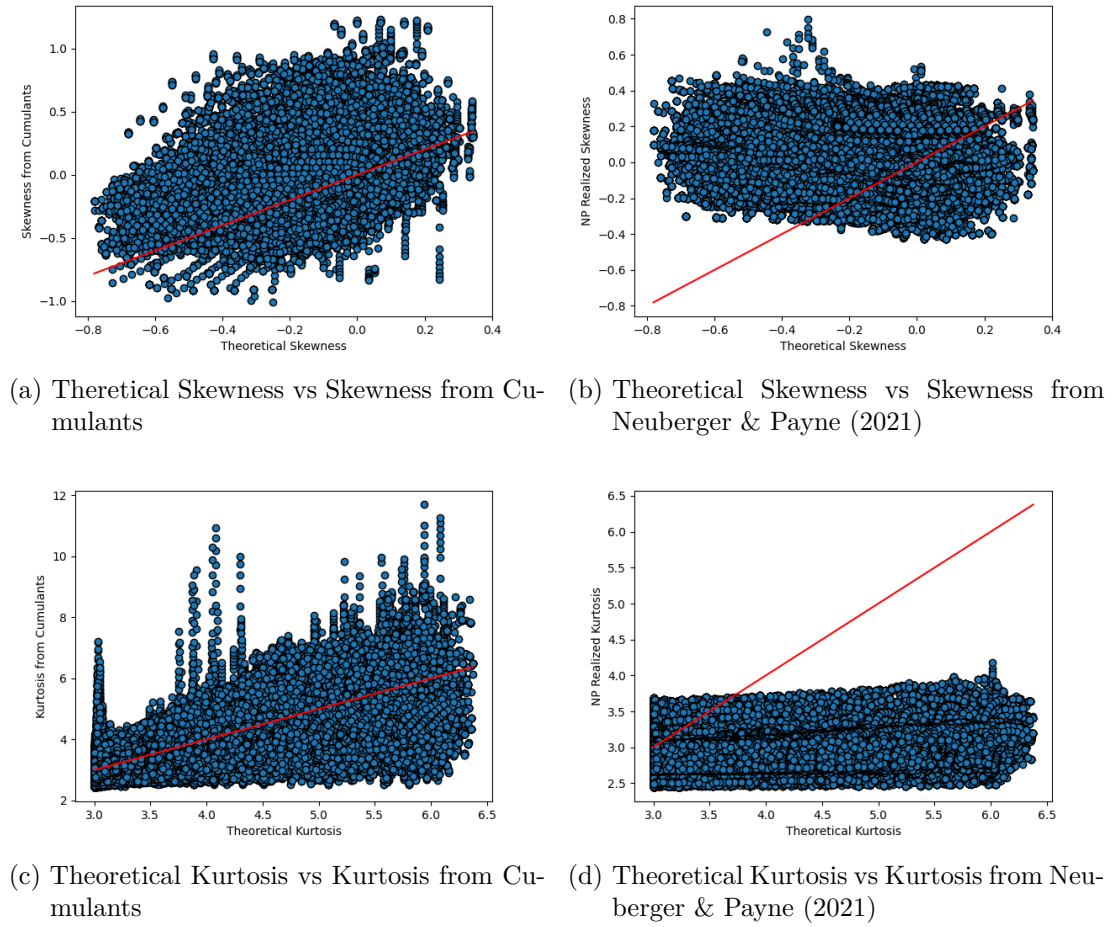 1.0
0.5
0.0
−0.5
−1.0
Skewness from Cumulants
−0.8 −0.6 −0.4 −0.2 0.0 0.2 0.4
Theoretical Skewness
(a) Theretical Skewness vs Skewness from Cu-
mulants
0.8
0.6
0.4
0.2
0.0
−0.2
−0.4
−0.6
−0.8
NP Realized Skewness
−0.8 −0.6 −0.4 −0.2 0.0 0.2 0.4
Theoretical Skewness
(b) Theoretical Skewness vs Skewness from
Neuberger & Payne (2021)
12
10
8
6
4
2
Kurtosis from Cumulants
3.0 3.5 4.0 4.5 5.0 5.5 6.0 6.5
Theoretical Kurtosis
(c) Theoretical Kurtosis vs Kurtosis from Cu-
mulants
6.5
6.0
5.5
5.0
4.5
4.0
3.5
3.0
2.5
NP Realized Kurtosis
3.0 3.5 4.0 4.5 5.0 5.5 6.0 6.5
Theoretical Kurtosis
(d) Theoretical Kurtosis vs Kurtosis from Neu-
berger & Payne (2021)